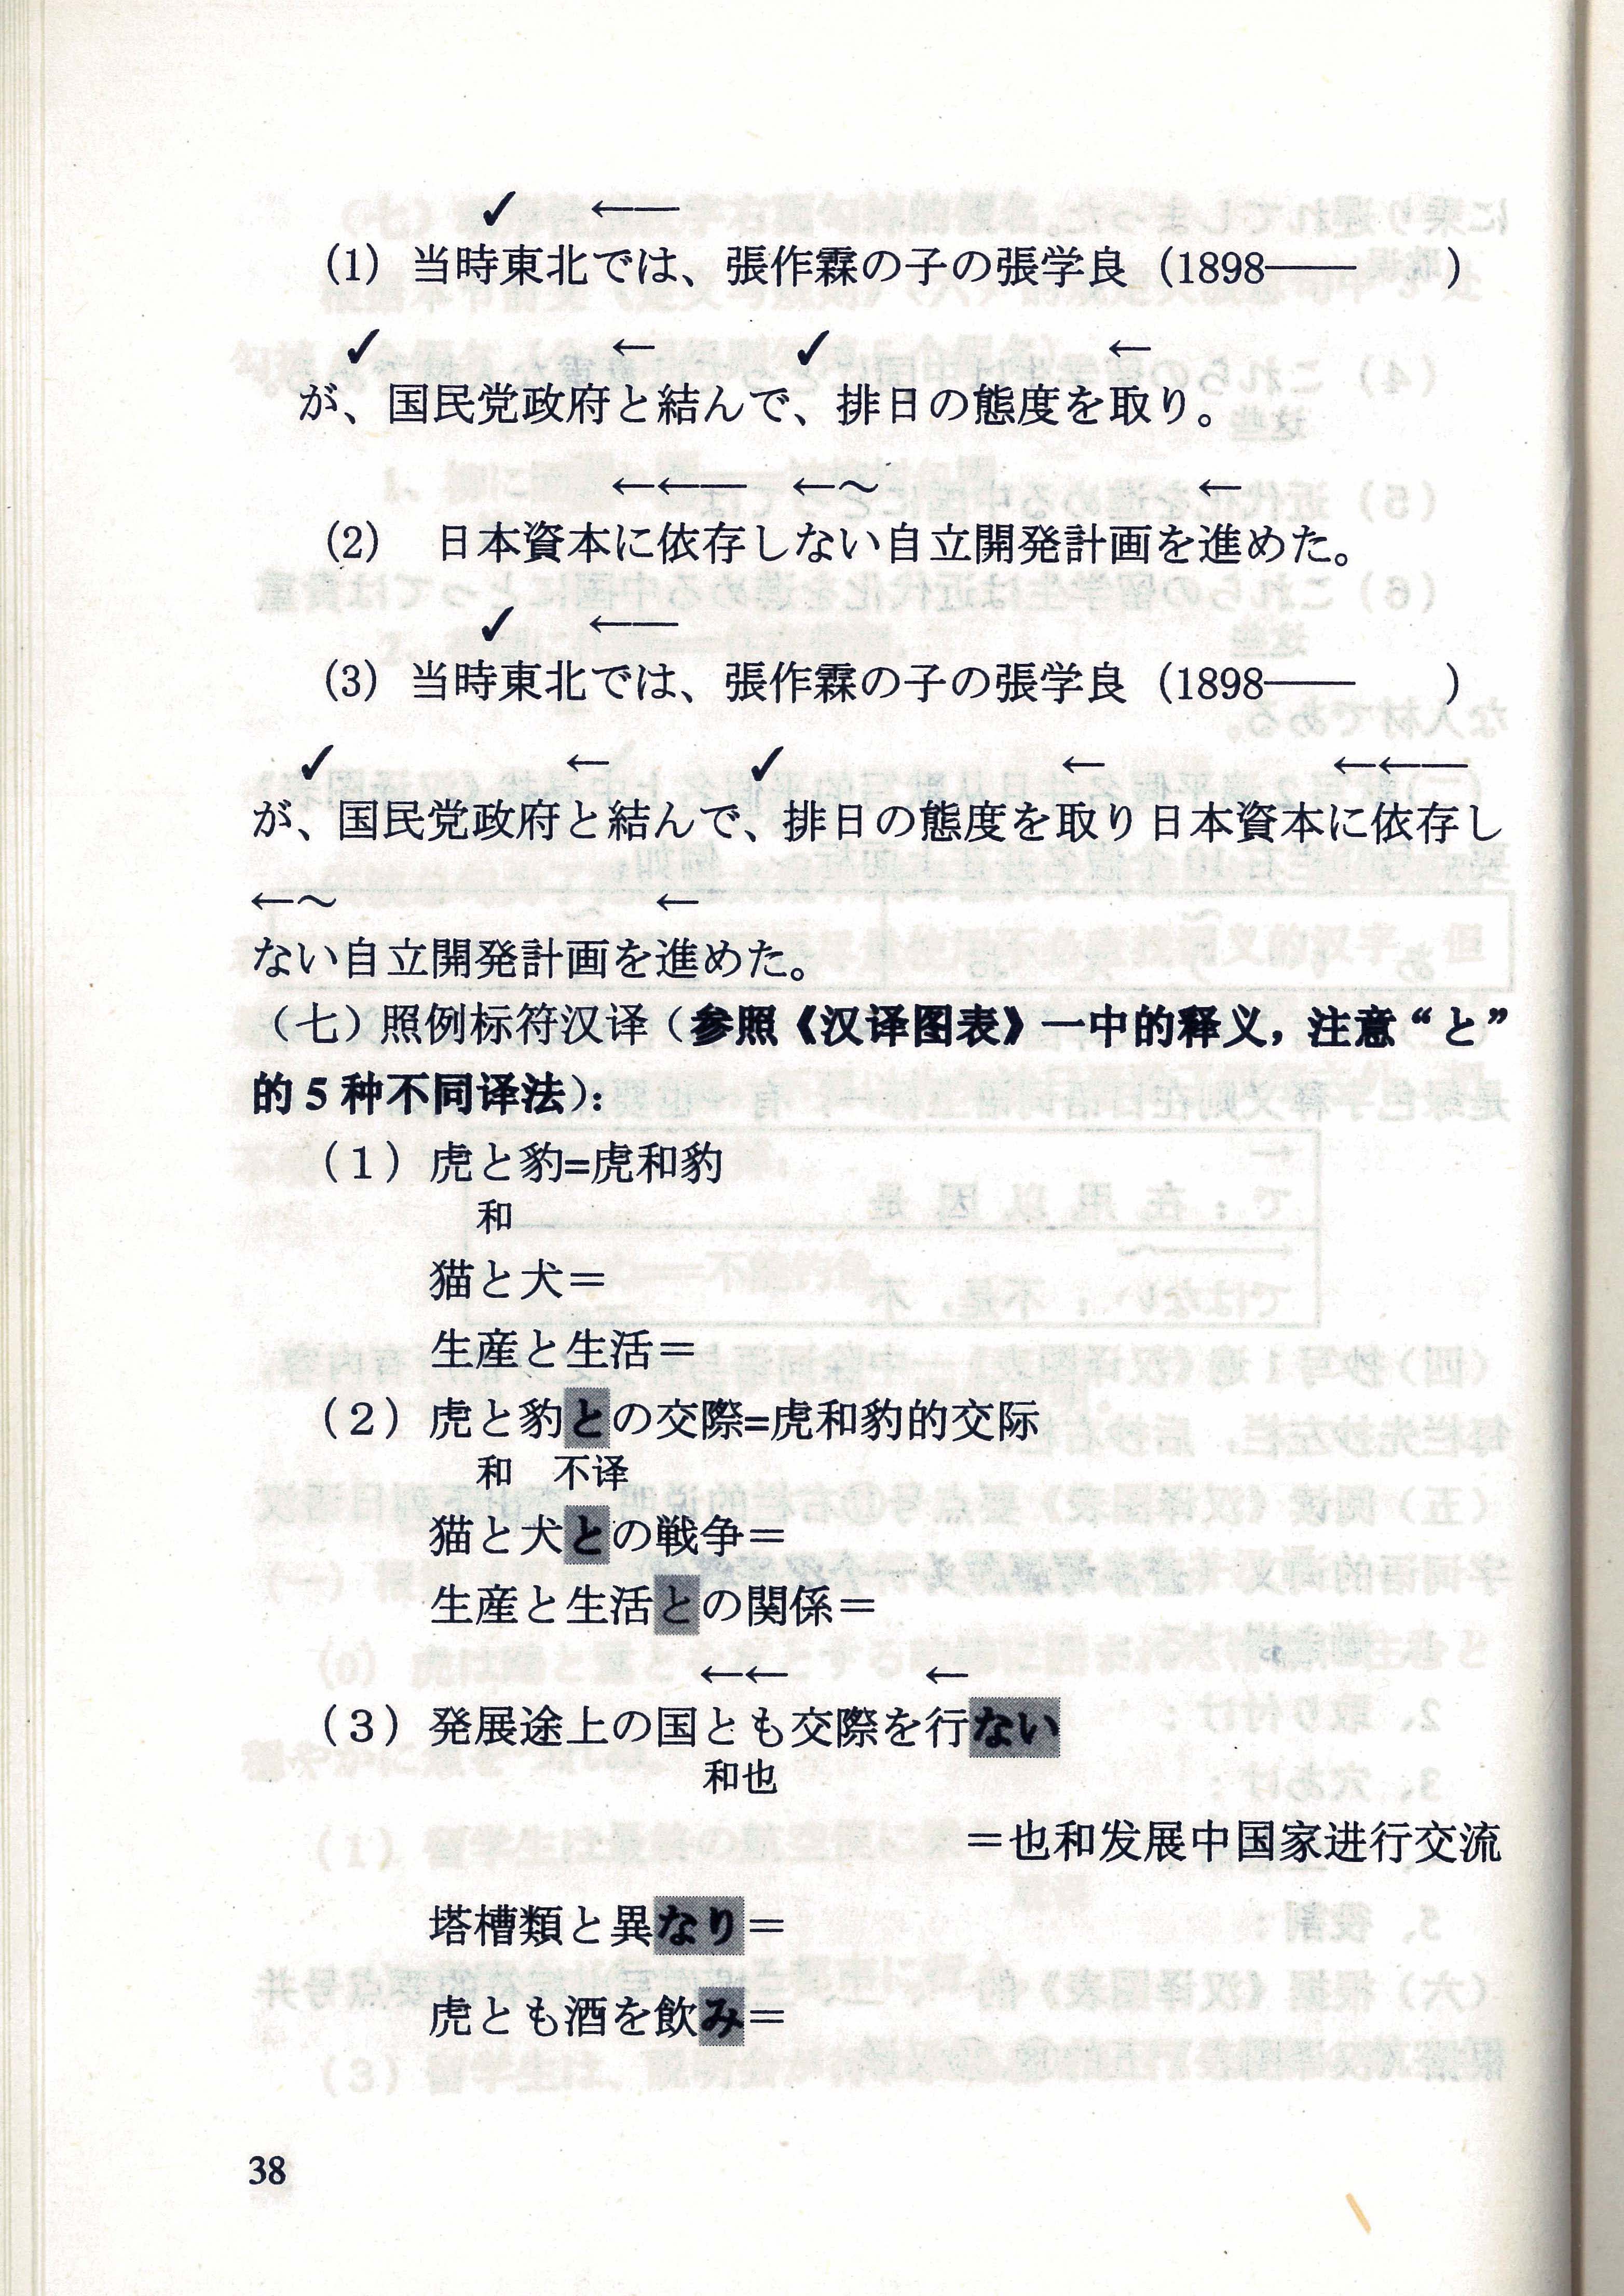 ✓ ←—
(1) 当時東北では、張作霖の子の張学良（1898—— ）
✓ ← ✓ ←
が、国民党政府と結んで、排日の態度を取り。
←←— ←～ ←
(2) 日本資本に依存しない自立開発計画を進めた。
✓ ←—
(3) 当時東北では、張作霖の子の張学良（1898—— ）
✓ ← ✓ ← ←←—
が、国民党政府と結んで、排日の態度を取り日本資本に依存し
←～ ←
ない自立開発計画を進めた。
（七）照例标符汉译（参照《汉译图表》一中的释义，注意“と”
的 5 种不同译法）：
（1）虎と豹=虎和豹
和
猫と犬＝
生産と生活＝
（2）虎と豹との交際=虎和豹的交际
和 不译
猫と犬との戦争＝
生産と生活との関係＝
←← ←
（3）発展途上の国とも交際を行ない
和也
＝也和发展中国家进行交流
塔槽類と異なり＝
虎とも酒を飲み＝
38